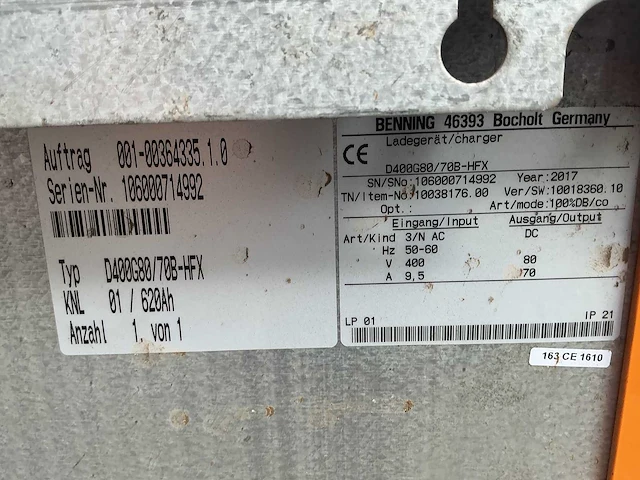 Auftrag 001-00364335.1.0
Serien-Nr. 106000714992
Typ D400G80/70B-HFX
KNL 01 / 620Ah
Anzahl 1. von 1
BENNING 46393 Bocholt Germany
CE Ladegerät/charger
D400G80/70B-HFX
SN/SNo: 106000714992 Year: 2017
TN/Item-No: 10038176.00 Ver/SW: 10018360.10
Opt.: Art/mode: 100%DB/co
Eingang/Input Ausgang/Output
Art/Kind 3/N AC DC
Hz 50-60
V 400 80
A 9,5 70
LP 01 IP 21
163 CE 1610